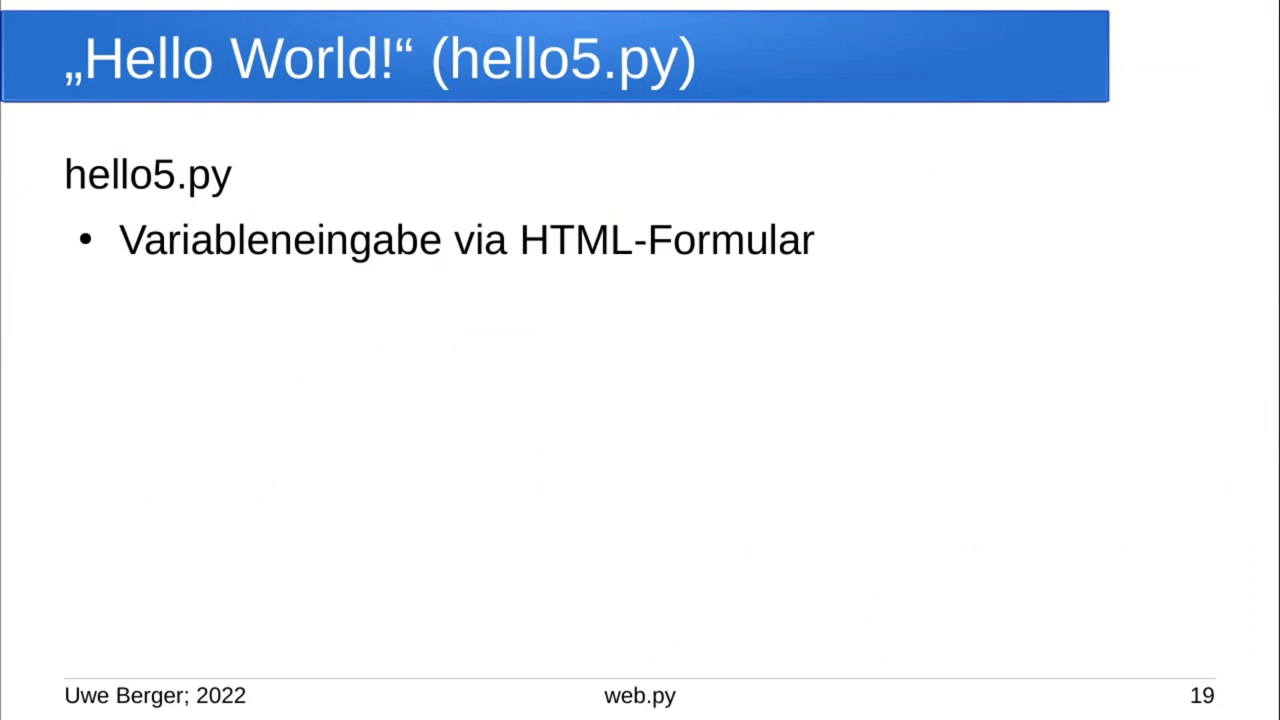 „Hello World!“ (hello5.py)
hello5.py
• Variableneingabe via HTML-Formular
Uwe Berger; 2022 web.py 19